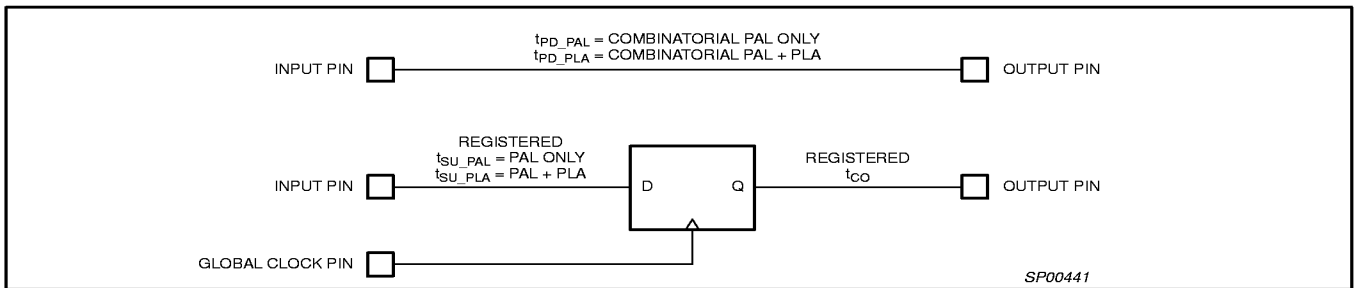 tPD_PAL = COMBINATORIAL PAL ONLY
tPD_PLA = COMBINATORIAL PAL + PLA
INPUT PIN
OUTPUT PIN
REGISTERED
tSU_PAL = PAL ONLY
tSU_PLA = PAL + PLA
REGISTERED
tCO
INPUT PIN
D
Q
OUTPUT PIN
GLOBAL CLOCK PIN
SP00441